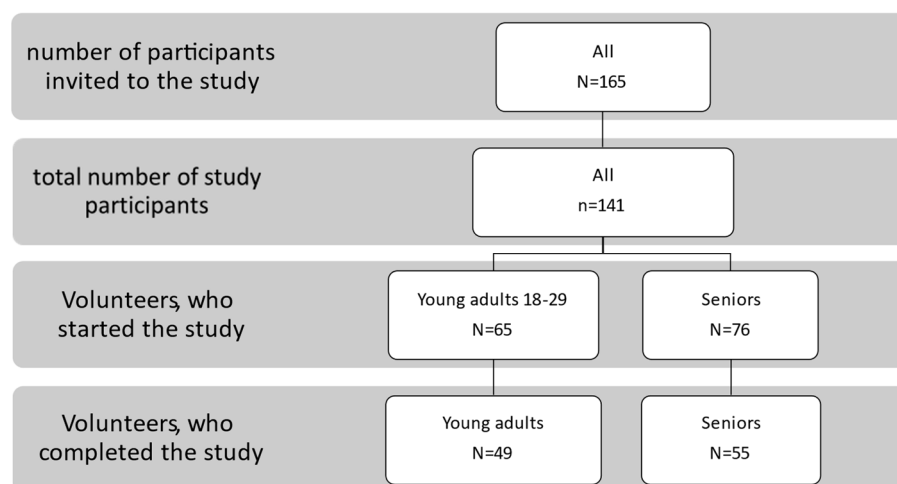 number of participants
invited to the study
All
N=165
total number of study
participants
All
n=141
Volunteers, who
started the study
Young adults 18-29
N=65
Seniors
N=76
Volunteers, who
completed the study
Young adults
N=49
Seniors
N=55